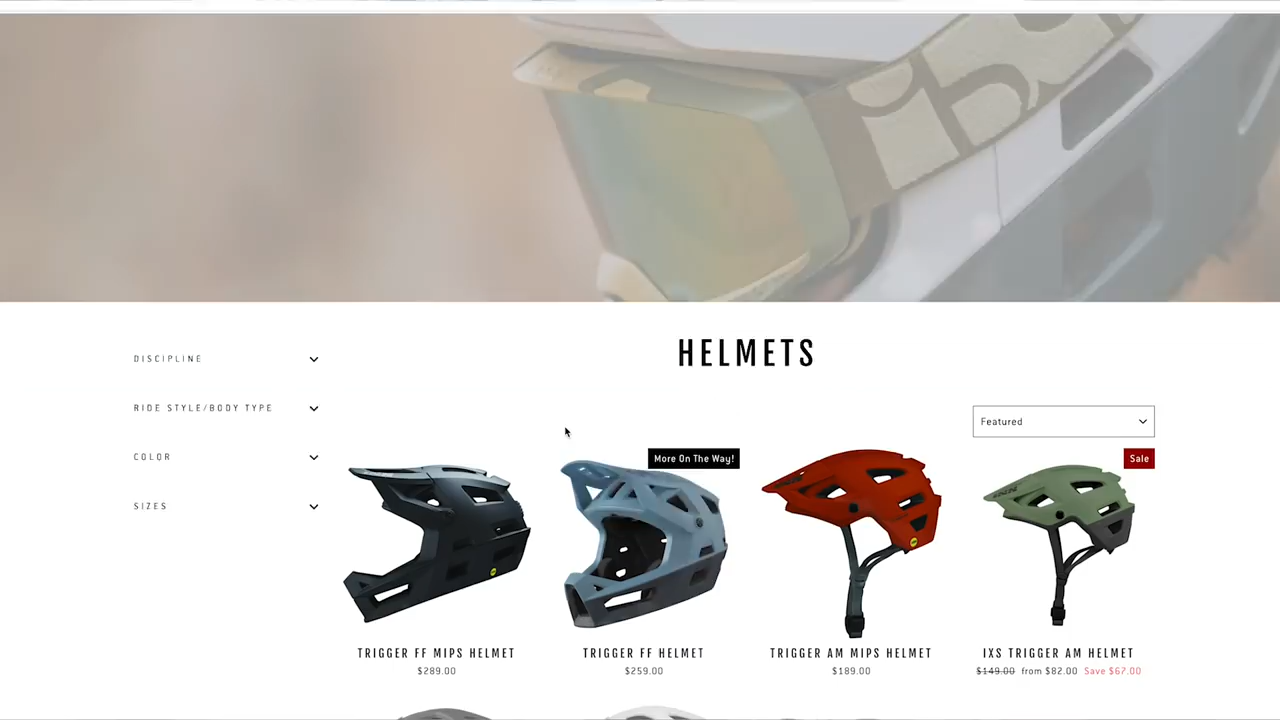 HELMETS
DISCIPLINE
RIDE STYLE/BODY TYPE
COLOR
SIZES
Featured
More On The Way!
Sale
TRIGGER FF MIPS HELMET
$289.00
TRIGGER FF HELMET
$259.00
TRIGGER AM MIPS HELMET
$189.00
IXS TRIGGER AM HELMET
$149.00 from $82.00 Save $67.00